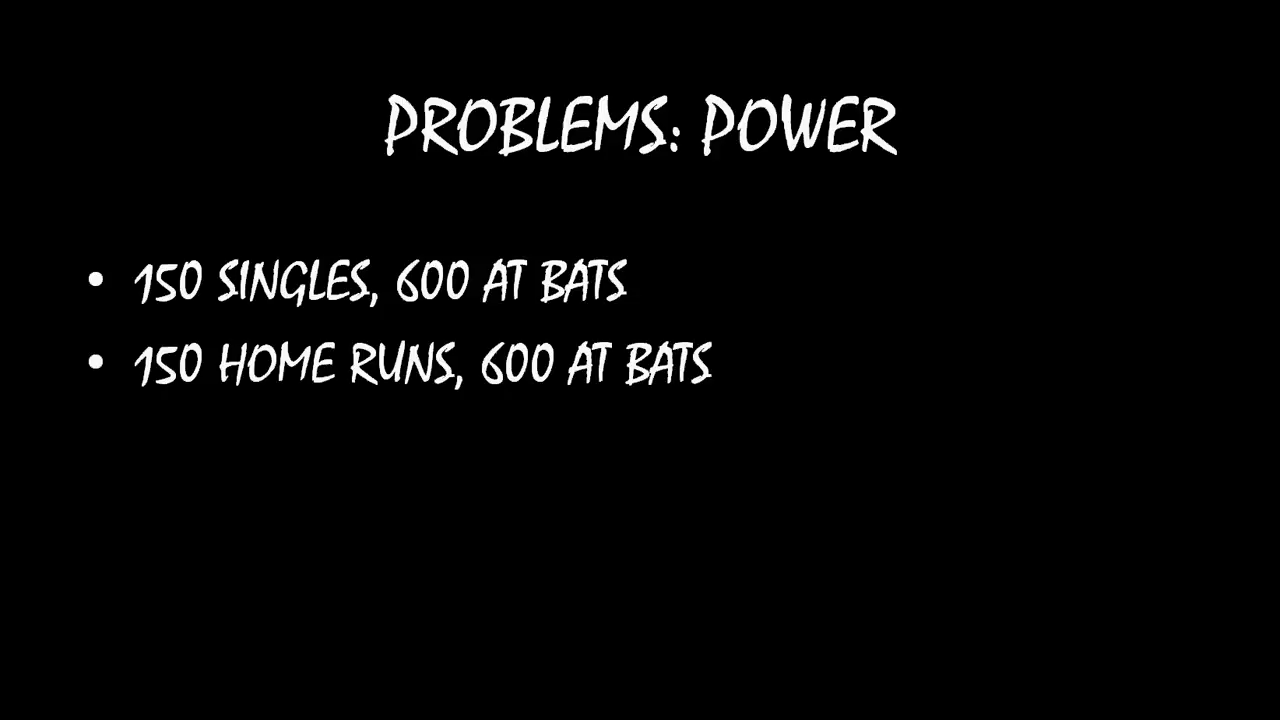 PROBLEMS: POWER
• 150 SINGLES, 600 AT BATS
• 150 HOME RUNS, 600 AT BATS